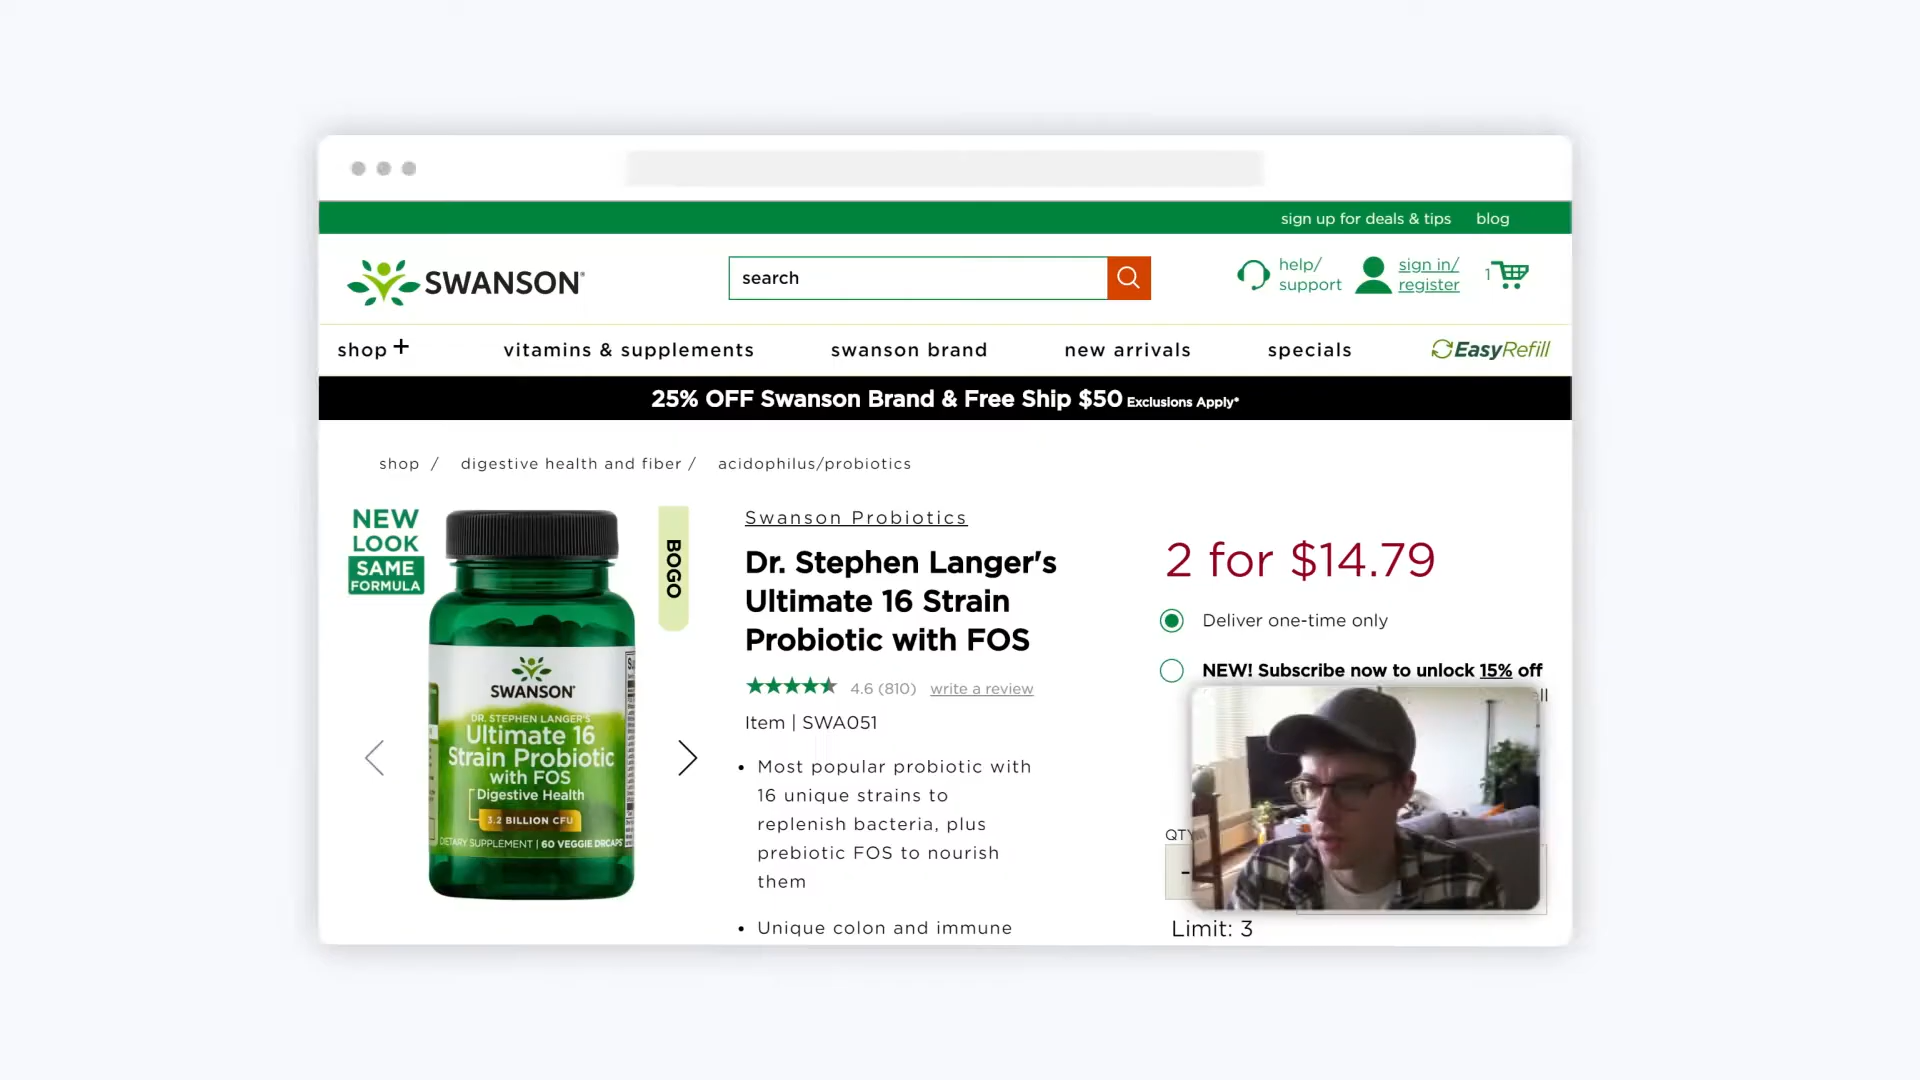 sign up for deals & tips blog
SWANSON®
search
help/
support
sign in/
register
1
shop +
vitamins & supplements
swanson brand
new arrivals
specials
EasyRefill
25% OFF Swanson Brand & Free Ship $50 Exclusions Apply*
shop / digestive health and fiber / acidophilus/probiotics
NEW
LOOK
SAME
FORMULA
SWANSON
DR. STEPHEN LANGER'S
Ultimate 16
Strain Probiotic
with FOS
Digestive Health
3.2 BILLION CFU
DIETARY SUPPLEMENT | 60 VEGGIE DRCAPS
BOGO
Swanson Probiotics
Dr. Stephen Langer's
Ultimate 16 Strain
Probiotic with FOS
4.6 (810) write a review
Item | SWA051
• Most popular probiotic with
16 unique strains to
replenish bacteria, plus
prebiotic FOS to nourish
them
• Unique colon and immune
2 for $14.79
Deliver one-time only
NEW! Subscribe now to unlock 15% off
QTY
-
Limit: 3